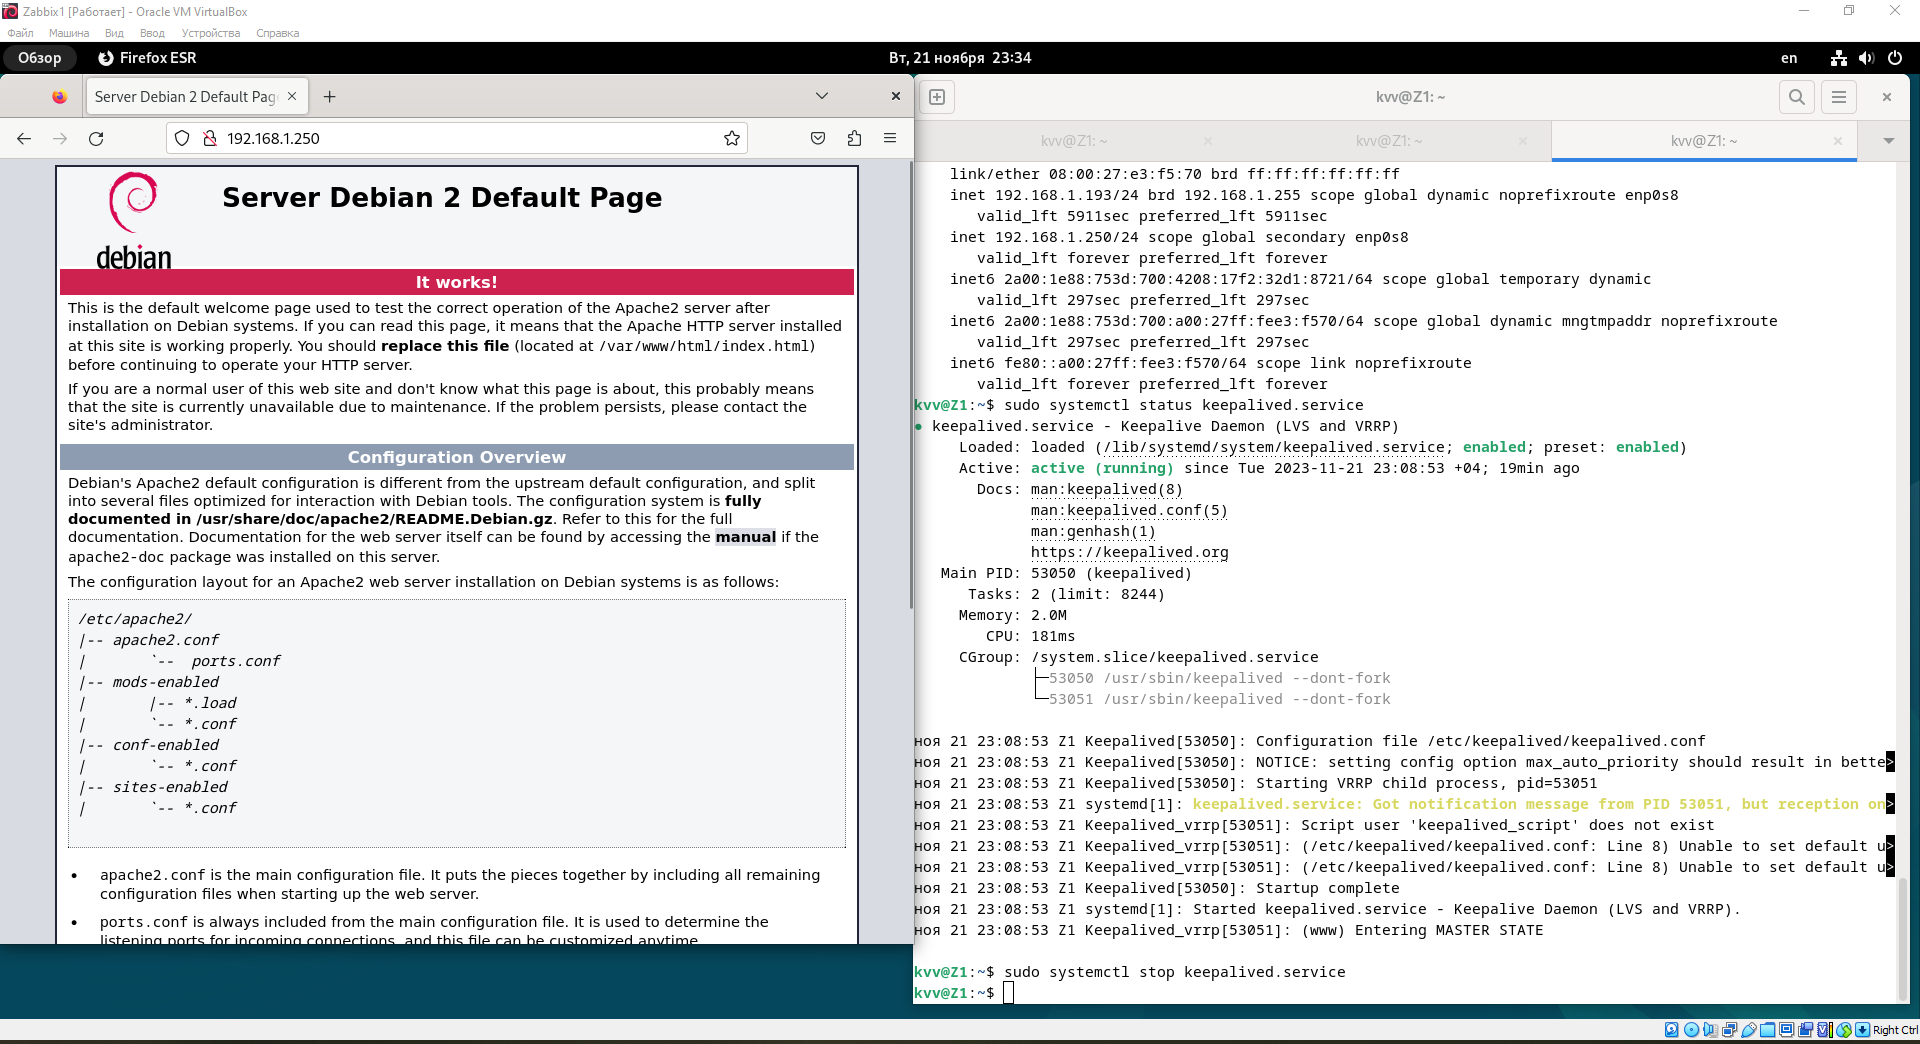 Zabbix1 [Работает] - Oracle VM VirtualBox
Файл Машина Вид Ввод Устройства Справка
Обзор Firefox ESR Вт, 21 ноября 23:34 en
Server Debian 2 Default Pag
192.168.1.250
debian
Server Debian 2 Default Page
It works!
This is the default welcome page used to test the correct operation of the Apache2 server after
installation on Debian systems. If you can read this page, it means that the Apache HTTP server installed
at this site is working properly. You should replace this file (located at /var/www/html/index.html)
before continuing to operate your HTTP server.
If you are a normal user of this web site and don't know what this page is about, this probably means
that the site is currently unavailable due to maintenance. If the problem persists, please contact the
site's administrator.
Configuration Overview
Debian's Apache2 default configuration is different from the upstream default configuration, and split
into several files optimized for interaction with Debian tools. The configuration system is fully
documented in /usr/share/doc/apache2/README.Debian.gz. Refer to this for the full
documentation. Documentation for the web server itself can be found by accessing the manual if the
apache2-doc package was installed on this server.
The configuration layout for an Apache2 web server installation on Debian systems is as follows:
/etc/apache2/
|-- apache2.conf
|       `--  ports.conf
|-- mods-enabled
|       |-- *.load
|       `-- *.conf
|-- conf-enabled
|       `-- *.conf
|-- sites-enabled
|       `-- *.conf
• apache2.conf is the main configuration file. It puts the pieces together by including all remaining
configuration files when starting up the web server.
• ports.conf is always included from the main configuration file. It is used to determine the
listening ports for incoming connections, and this file can be customized anytime.
kvv@Z1: ~
kvv@Z1: ~ kvv@Z1: ~ kvv@Z1: ~
link/ether 08:00:27:e3:f5:70 brd ff:ff:ff:ff:ff:ff
inet 192.168.1.193/24 brd 192.168.1.255 scope global dynamic noprefixroute enp0s8
valid_lft 5911sec preferred_lft 5911sec
inet 192.168.1.250/24 scope global secondary enp0s8
valid_lft forever preferred_lft forever
inet6 2a00:1e88:753d:700:4208:17f2:32d1:8721/64 scope global temporary dynamic
valid_lft 297sec preferred_lft 297sec
inet6 2a00:1e88:753d:700:a00:27ff:fee3:f570/64 scope global dynamic mngtmpaddr noprefixroute
valid_lft 297sec preferred_lft 297sec
inet6 fe80::a00:27ff:fee3:f570/64 scope link noprefixroute
valid_lft forever preferred_lft forever
kvv@Z1:~$ sudo systemctl status keepalived.service
● keepalived.service - Keepalive Daemon (LVS and VRRP)
Loaded: loaded (/lib/systemd/system/keepalived.service; enabled; preset: enabled)
Active: active (running) since Tue 2023-11-21 23:08:53 +04; 19min ago
Docs: man:keepalived(8)
man:keepalived.conf(5)
man:genhash(1)
https://keepalived.org
Main PID: 53050 (keepalived)
Tasks: 2 (limit: 8244)
Memory: 2.0M
CPU: 181ms
CGroup: /system.slice/keepalived.service
├─53050 /usr/sbin/keepalived --dont-fork
└─53051 /usr/sbin/keepalived --dont-fork
ноя 21 23:08:53 Z1 Keepalived[53050]: Configuration file /etc/keepalived/keepalived.conf
ноя 21 23:08:53 Z1 Keepalived[53050]: NOTICE: setting config option max_auto_priority should result in bette>
ноя 21 23:08:53 Z1 Keepalived[53050]: Starting VRRP child process, pid=53051
ноя 21 23:08:53 Z1 systemd[1]: keepalived.service: Got notification message from PID 53051, but reception on>
ноя 21 23:08:53 Z1 Keepalived_vrrp[53051]: Script user 'keepalived_script' does not exist
ноя 21 23:08:53 Z1 Keepalived_vrrp[53051]: (/etc/keepalived/keepalived.conf: Line 8) Unable to set default u>
ноя 21 23:08:53 Z1 Keepalived_vrrp[53051]: (/etc/keepalived/keepalived.conf: Line 8) Unable to set default u>
ноя 21 23:08:53 Z1 Keepalived[53050]: Startup complete
ноя 21 23:08:53 Z1 systemd[1]: Started keepalived.service - Keepalive Daemon (LVS and VRRP).
ноя 21 23:08:53 Z1 Keepalived_vrrp[53051]: (www) Entering MASTER STATE
kvv@Z1:~$ sudo systemctl stop keepalived.service
kvv@Z1:~$
Right Ctrl